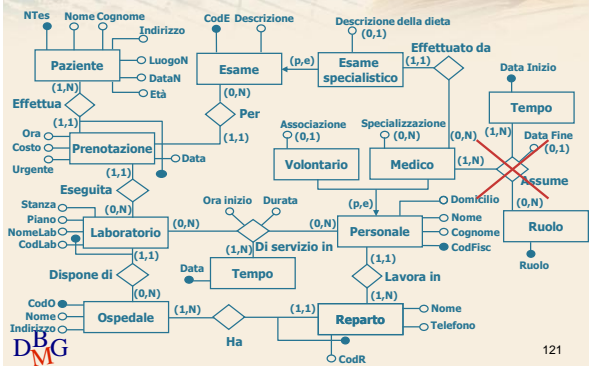 NTes Nome Cognome
Indirizzo
CodE Descrizione
Descrizione della dieta
(0,1)
Effettuato da
Paziente
LuogoN
DataN
Età
Esame
(p,e)
Esame
specialistico
(1,1)
Data Inizio
Tempo
(1,N)
Effettua
(0,N)
Per
Associazione
(0,1)
Specializzazione
(0,N)
(0,N)
(1,N)
Data Fine
(0,1)
Ora
Costo
Urgente
(1,1)
Prenotazione
Data
(1,1)
Volontario
Medico
(1,N)
Assume
(1,1)
Eseguita
(0,N)
Stanza
Piano
NomeLab
CodLab
Laboratorio
(0,N)
Ora inizio
Durata
(p,e)
(0,N)
Personale
Domicilio
Nome
Cognome
CodFisc
(0,N)
Ruolo
Ruolo
(1,1)
Di servizio in
(1,N)
Data
Tempo
(1,1)
Lavora in
(1,N)
Dispone di
(0,N)
CodO
Nome
Indirizzo
Ospedale
(1,N)
Ha
(1,1)
Reparto
Nome
Telefono
CodR
DBMG
121